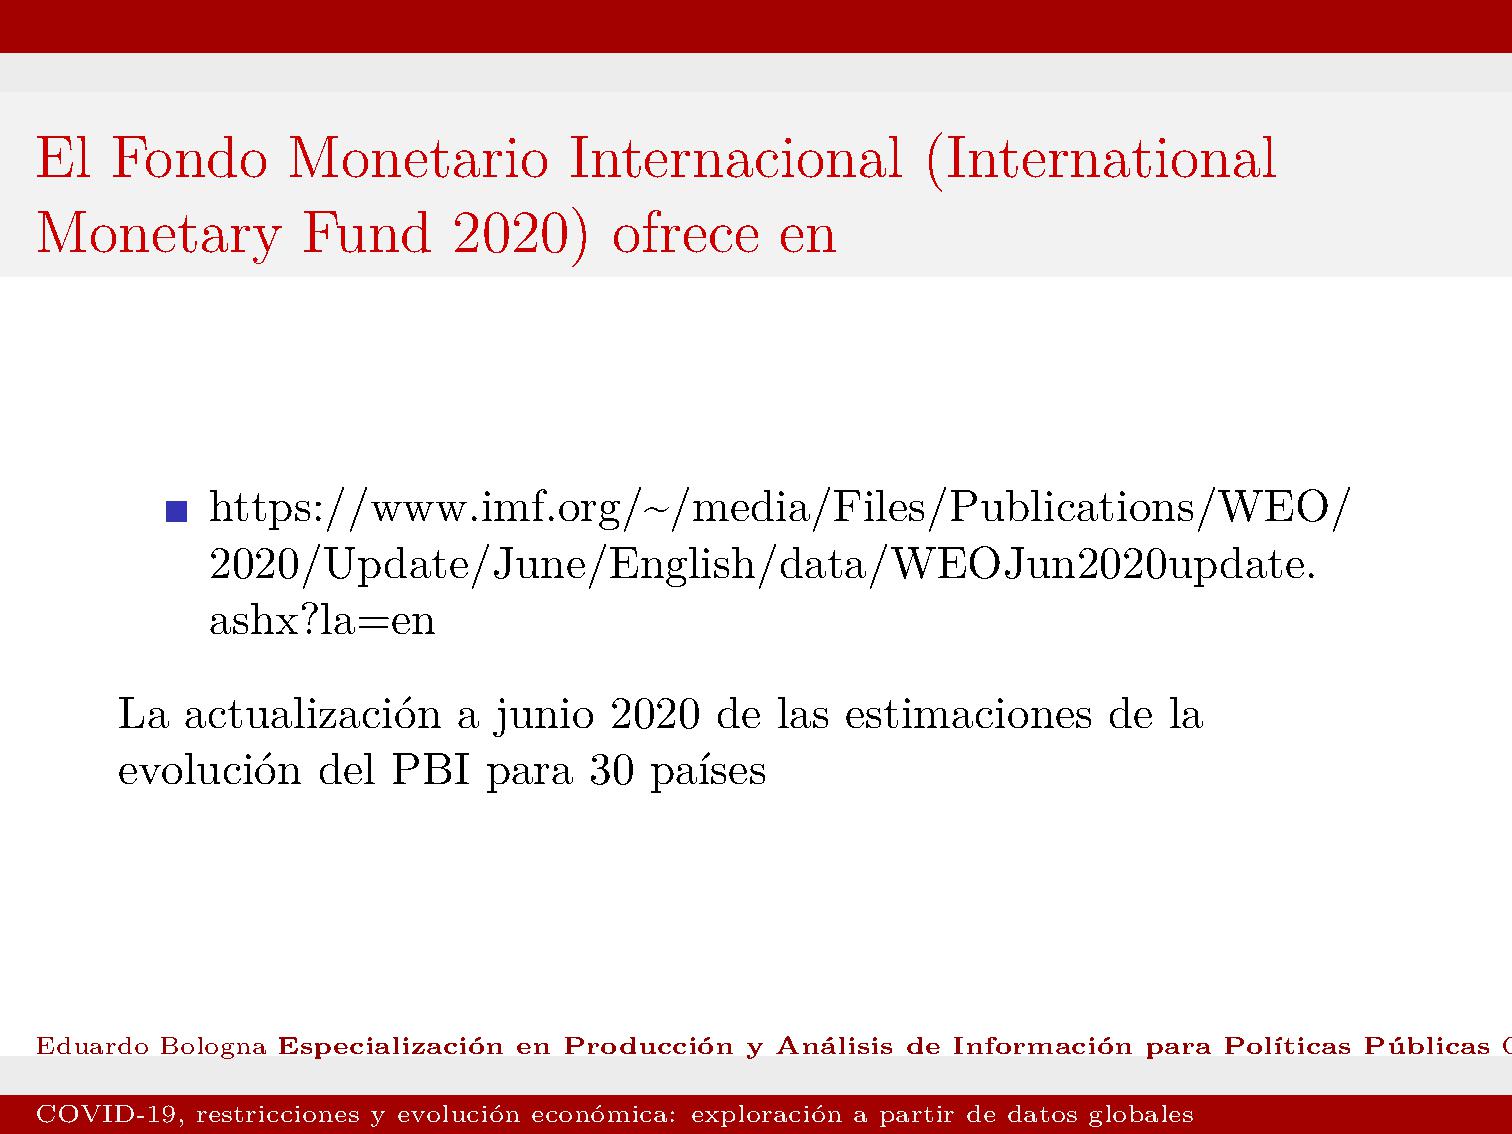 El Fondo Monetario Internacional (International
Monetary Fund 2020) ofrece en
https://www.imf.org/~/media/Files/Publications/WEO/
2020/Update/June/English/data/WEOJun2020update.
ashx?la=en
La actualización a junio 2020 de las estimaciones de la
evolución del PBI para 30 países
Eduardo Bologna Especialización en Producción y Análisis de Información para Políticas Públicas
COVID-19, restricciones y evolución económica: exploración a partir de datos globales